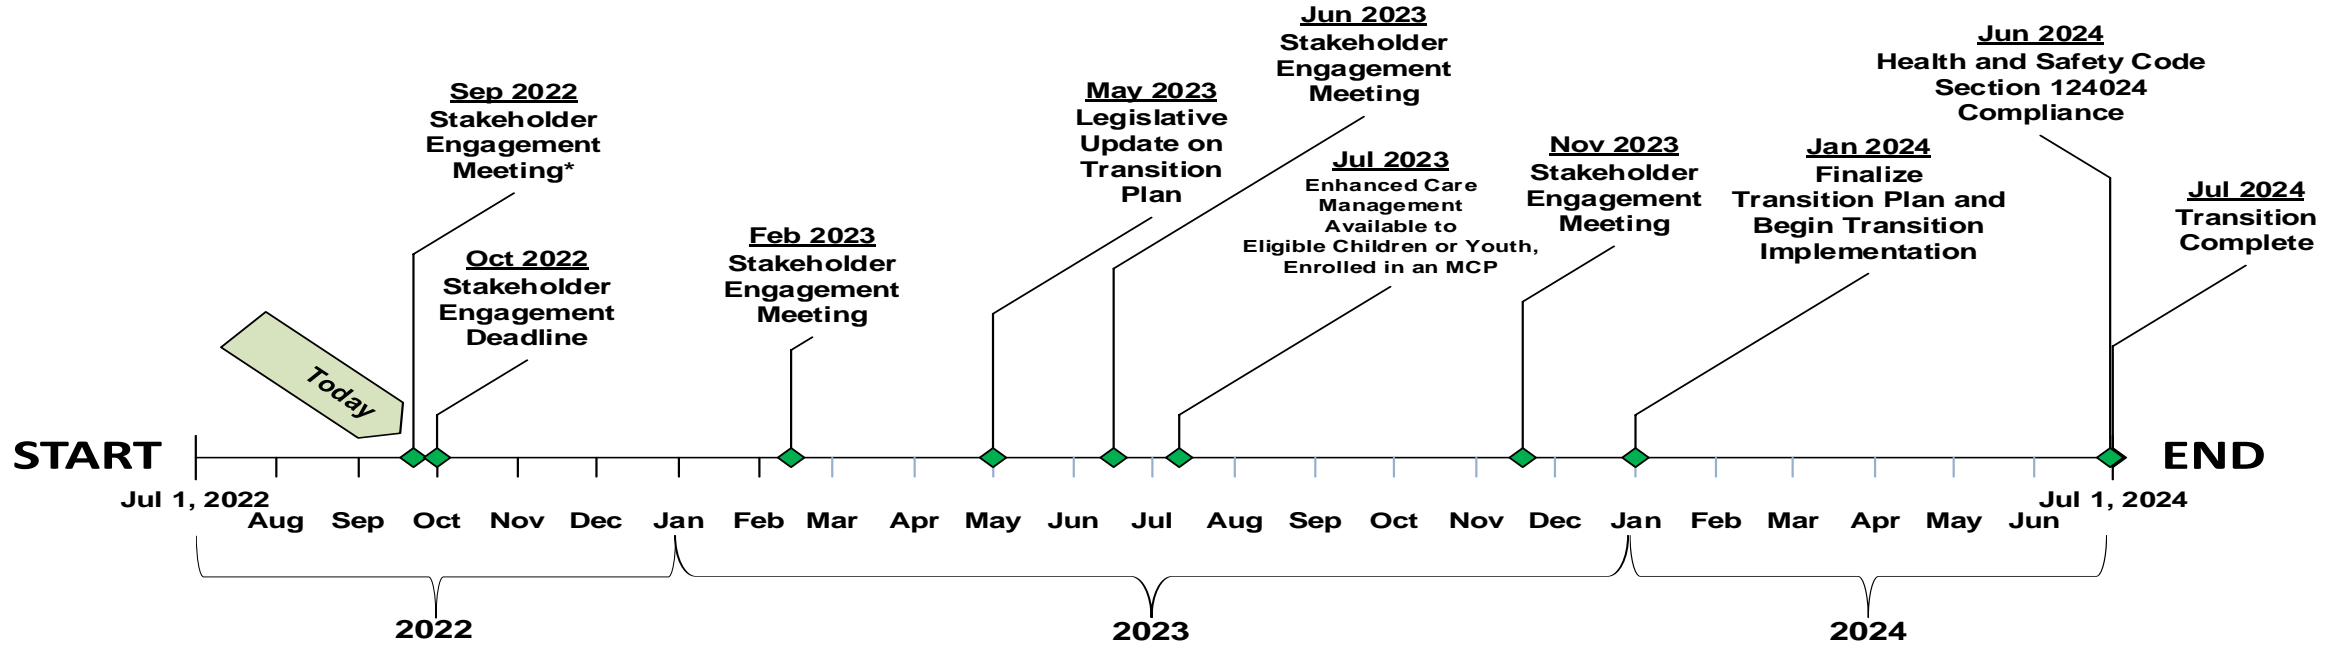 Jun 2023
Stakeholder
Engagement
Meeting
Jun 2024
Health and Safety Code
Section 124024
Compliance
Sep 2022
Stakeholder
Engagement
Meeting*
May 2023
Legislative
Update on
Transition
Plan
Nov 2023
Stakeholder
Engagement
Meeting
Jan 2024
Finalize
Transition Plan and
Begin Transition
Implementation
Jul 2023
Enhanced Care
Management
Available to
Eligible Children or Youth,
Enrolled in an MCP
Jul 2024
Transition
Complete
Feb 2023
Stakeholder
Engagement
Meeting
Oct 2022
Stakeholder
Engagement
Deadline
Today
START
END
Jul 1, 2022
Jul 1, 2024
Aug Sep Oct Nov Dec Jan Feb Mar Apr May Jun Jul Aug Sep Oct Nov Dec Jan Feb Mar Apr May Jun
2022
2023
2024